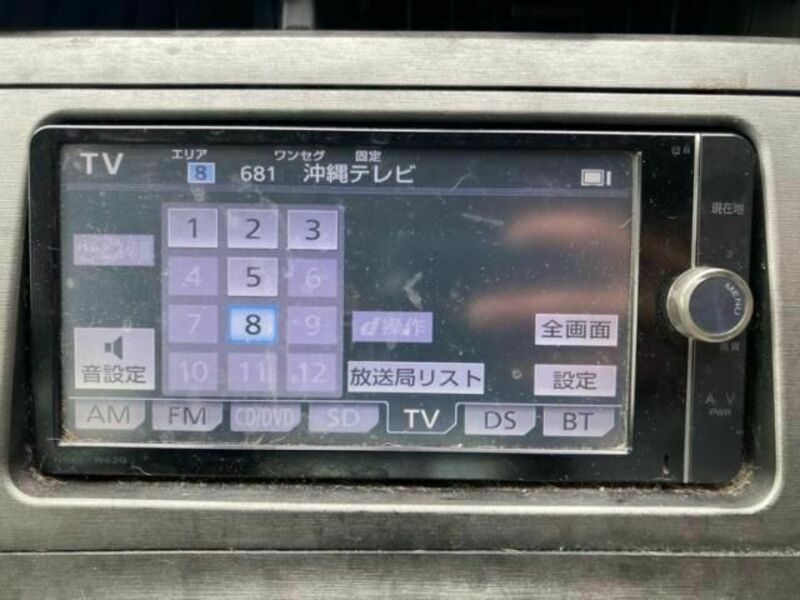 TV エリア 8 ワンセグ 固定 681 沖縄テレビ
現在地
1 2 3
4 5 6
7 8 9
10 11 12
d操作
全画面
音設定
放送局リスト
設定
MENU
画質
AV
PWR
AM FM CD/DVD SD TV DS BT